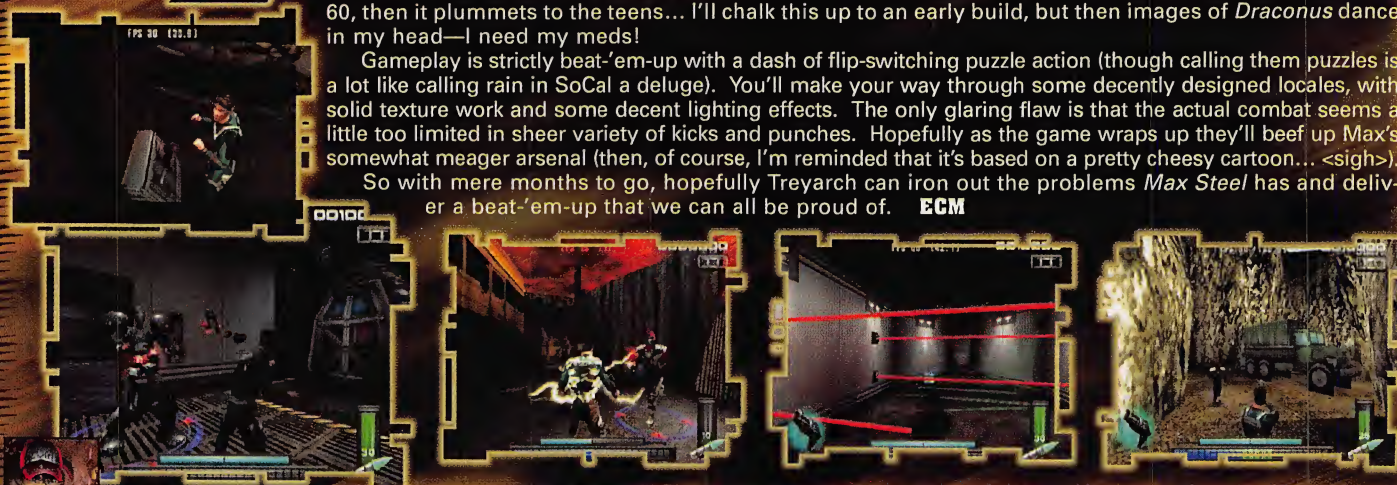 60, then it plummets to the teens... I'll chalk this up to an early build, but then images of Draconus dance
in my head—I need my meds!
Gameplay is strictly beat-'em-up with a dash of flip-switching puzzle action (though calling them puzzles is
a lot like calling rain in SoCal a deluge). You'll make your way through some decently designed locales, with
solid texture work and some decent lighting effects. The only glaring flaw is that the actual combat seems a
little too limited in sheer variety of kicks and punches. Hopefully as the game wraps up they'll beef up Max's
somewhat meager arsenal (then, of course, I'm reminded that it's based on a pretty cheesy cartoon... <sigh>).
So with mere months to go, hopefully Treyarch can iron out the problems Max Steel has and deliv-
er a beat-'em-up that we can all be proud of. ECM
FPS 30
00100
30
10
30
30